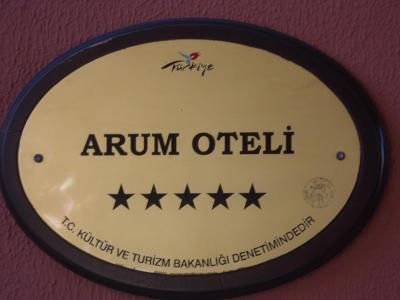 Türkiye
ARUM OTELİ
T.C. KÜLTÜR VE TURİZM BAKANLIĞI DENETİMİNDEDİR